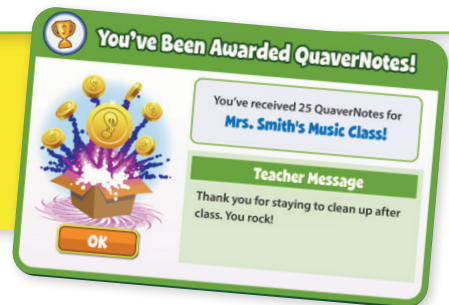 You've Been Awarded QuaverNotes!
You've received 25 QuaverNotes for
Mrs. Smith's Music Class!
Teacher Message
Thank you for staying to clean up after
class. You rock!
OK